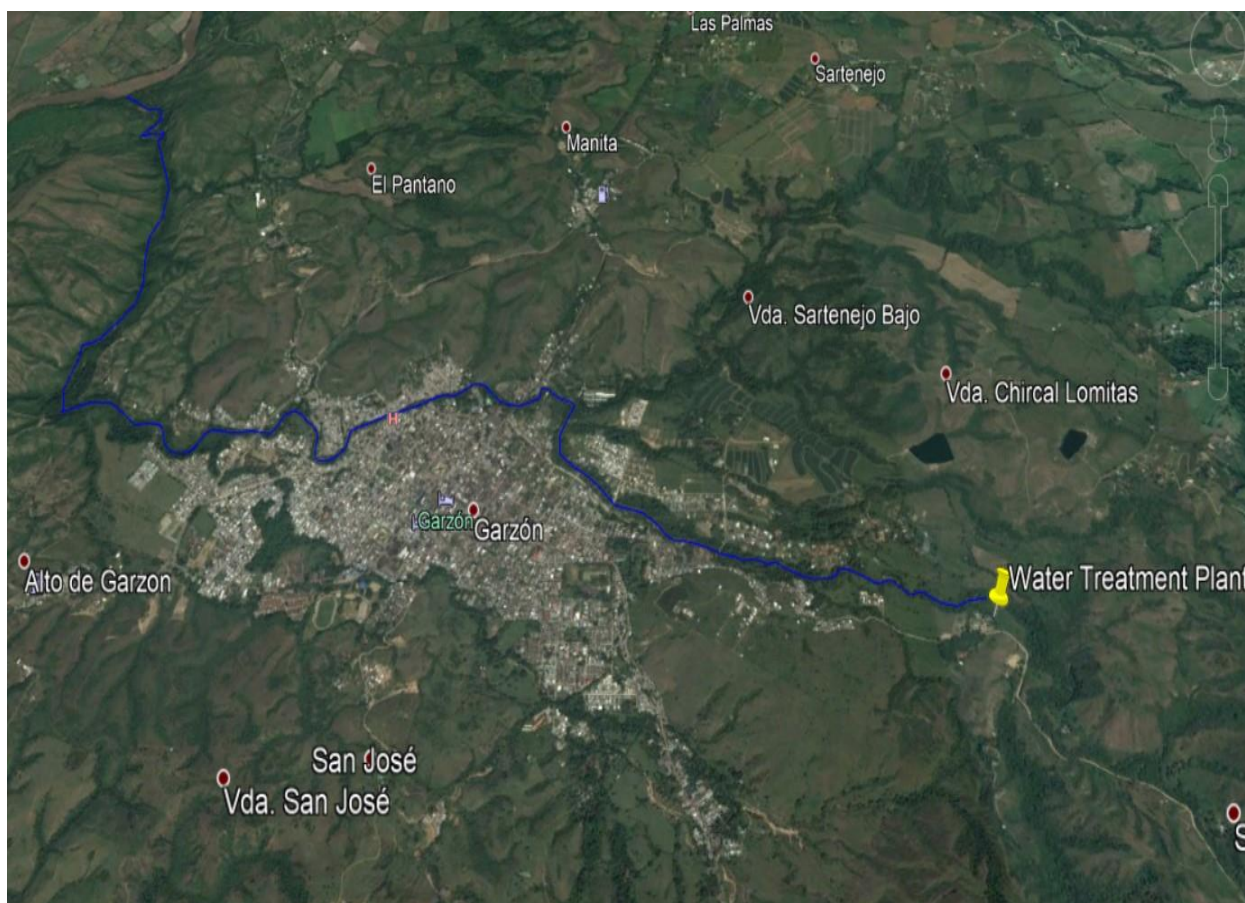 Las Palmas
Sartenejo
Manita
El Pantano
Vda. Sartenejo Bajo
Vda. Chircal Lomitas
H
Garzón
Garzón
Alto de Garzon
Water Treatment Plant
San José
Vda. San José
S